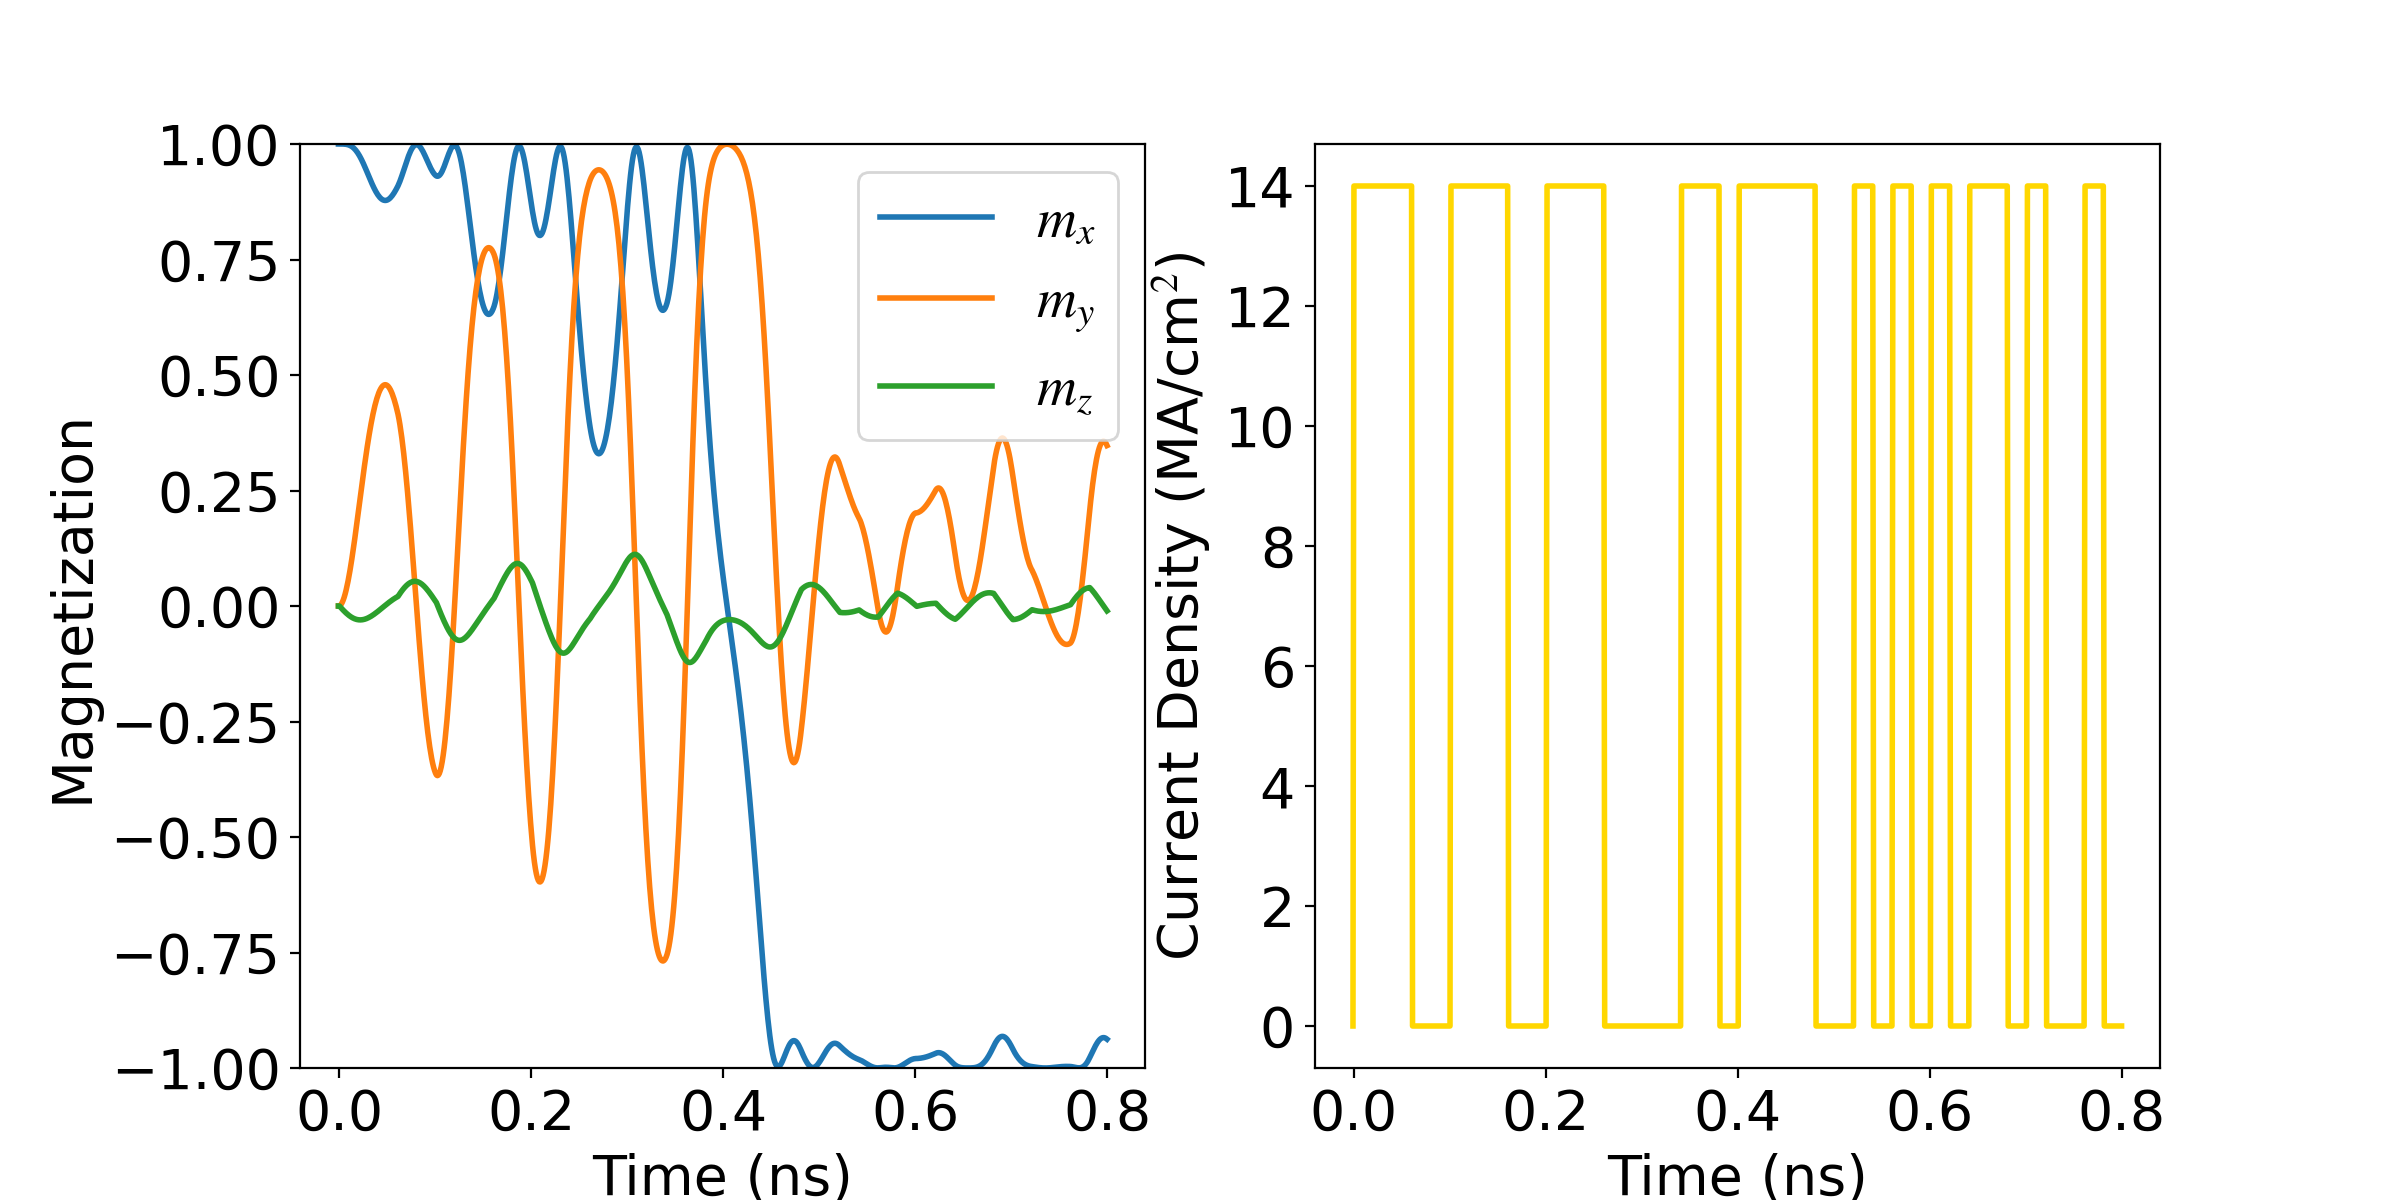 Magnetization
1.00
0.75
0.50
0.25
0.00
−0.25
−0.50
−0.75
−1.00
0.0 0.2 0.4 0.6 0.8
Time (ns)
m_x
m_y
m_z
Current Density (MA/cm²)
14
12
10
8
6
4
2
0
0.0 0.2 0.4 0.6 0.8
Time (ns)